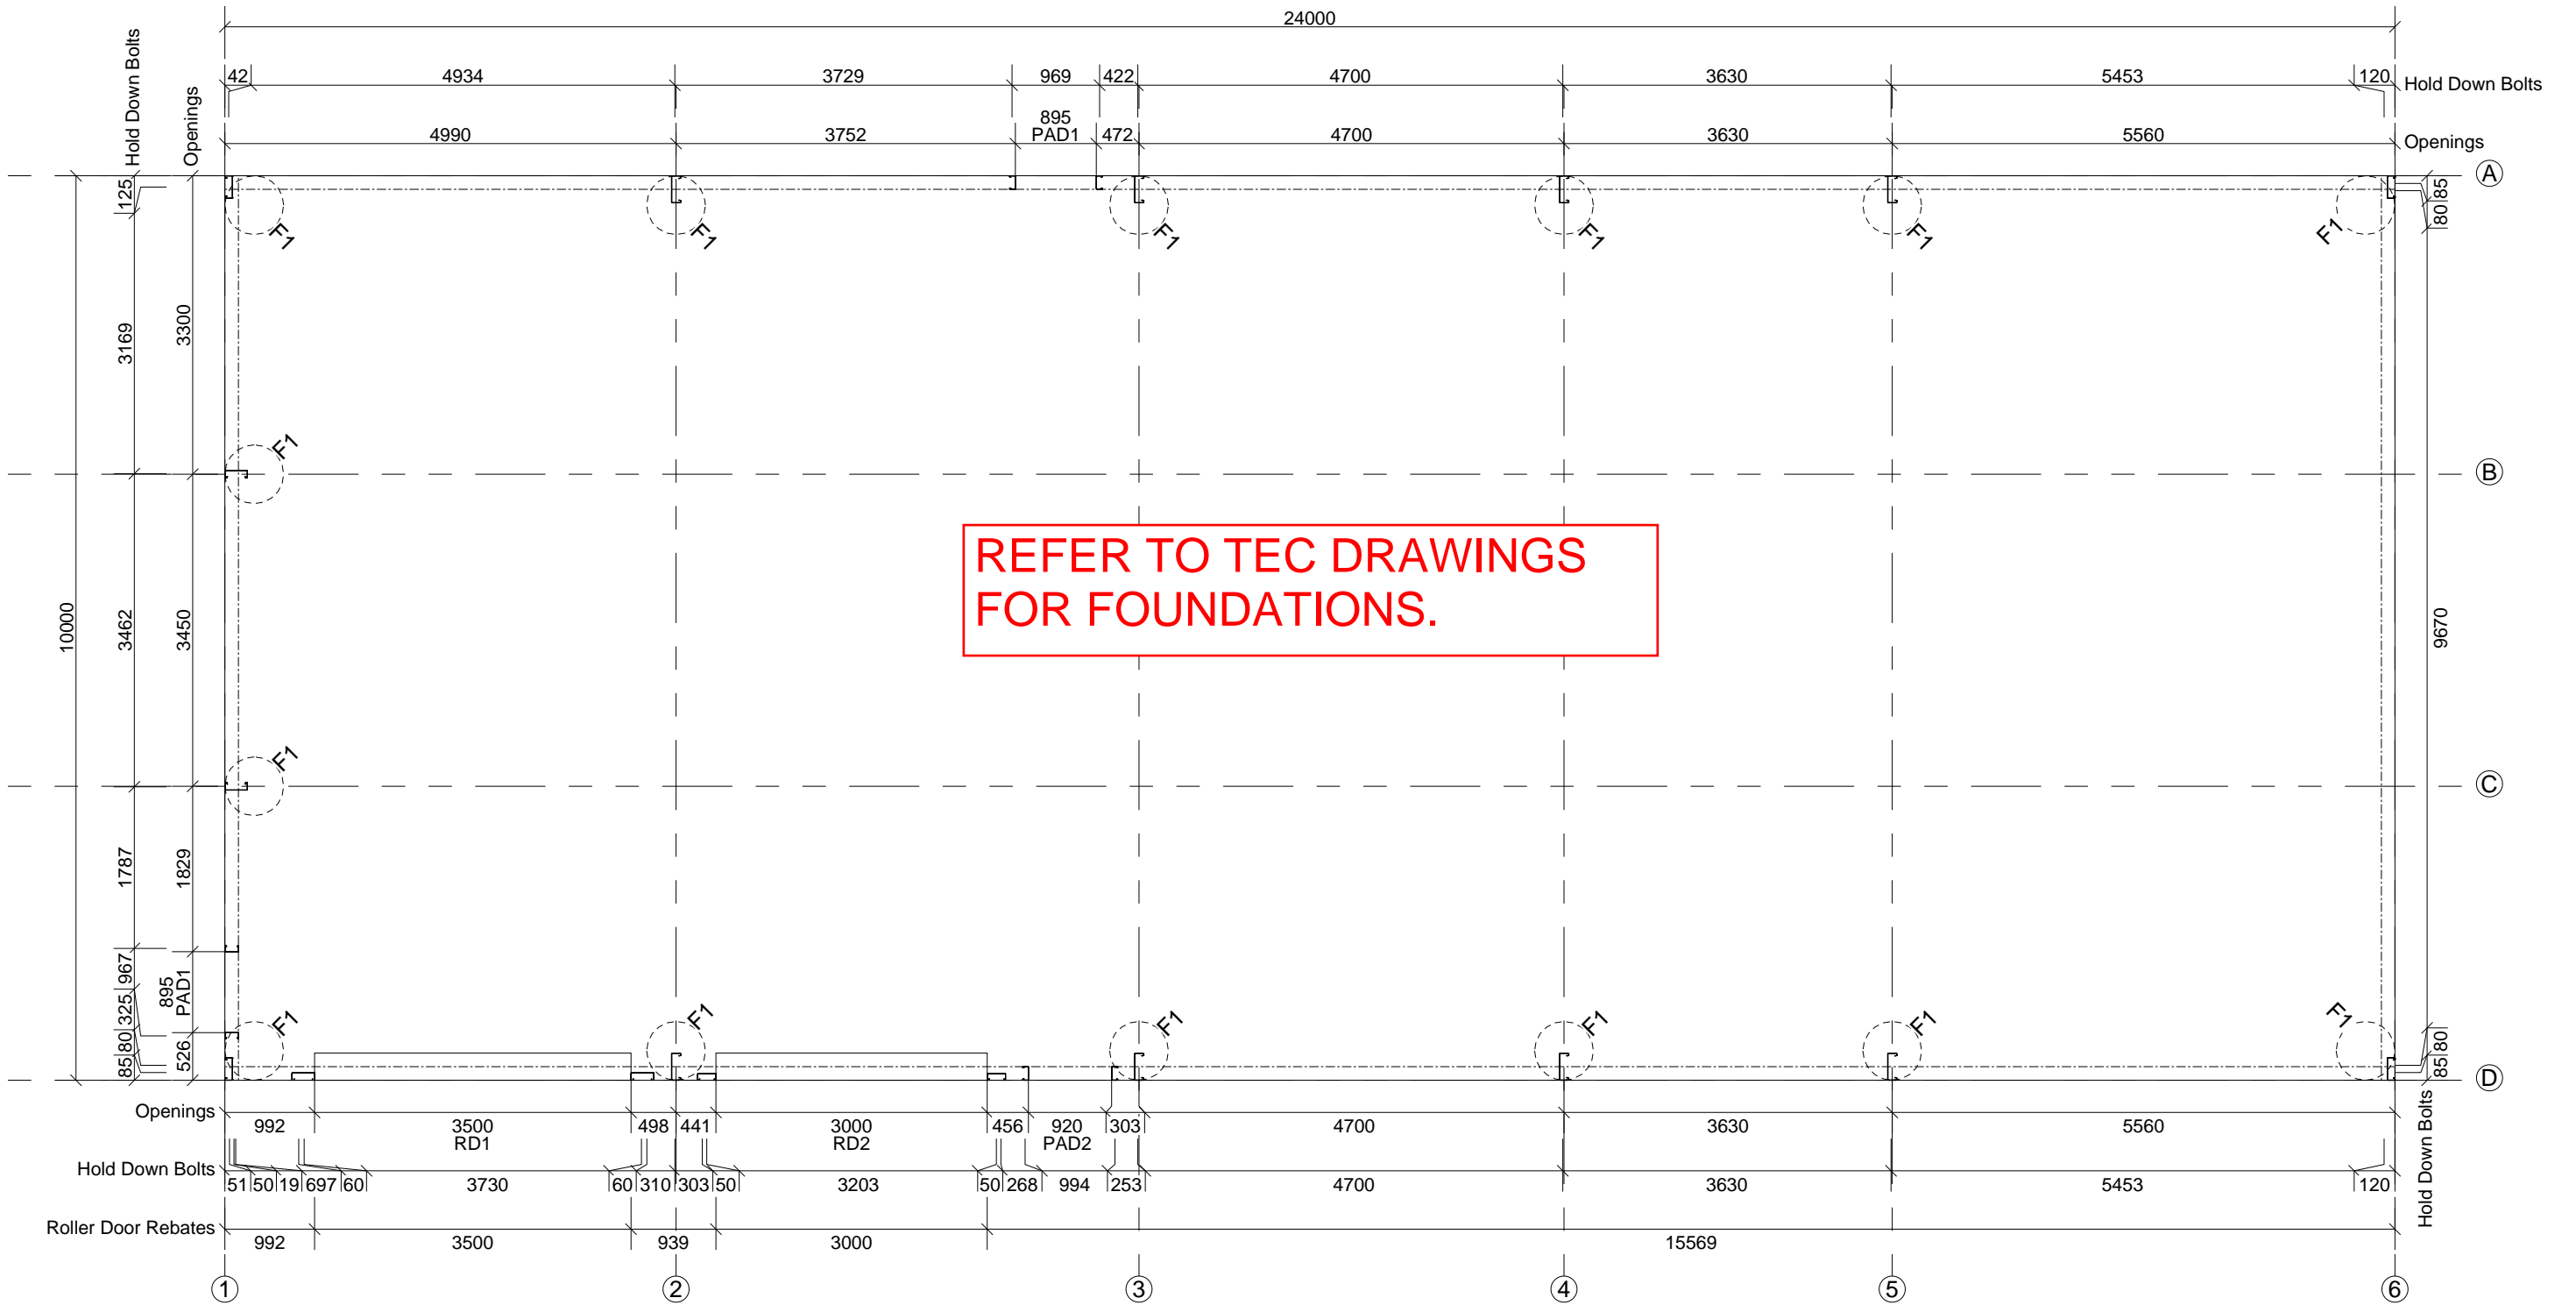 24000
42 4934 3729 969 422 4700 3630 5453 120 Hold Down Bolts
895
4990 3752 PAD1 472 4700 3630 5560 Openings
Hold Down Bolts
Openings
A
125
3169
3300
85
80
F1 F1 F1 F1 F1 F1
F1
B
REFER TO TEC DRAWINGS
FOR FOUNDATIONS.
10000
3462
3450
9670
F1
C
1787
1829
967
895
PAD1
325
80
85
526
F1 F1 F1 F1 F1 F1
80
85
D
Openings
992 3500 498 441 3000 456 920 303 4700 3630 5560
RD1 RD2 PAD2
Hold Down Bolts
51 50 19 697 60 3730 60 310 303 50 3203 50 268 994 253 4700 3630 5453 120
Hold Down Bolts
Roller Door Rebates
992 3500 939 3000 15569
1 2 3 4 5 6